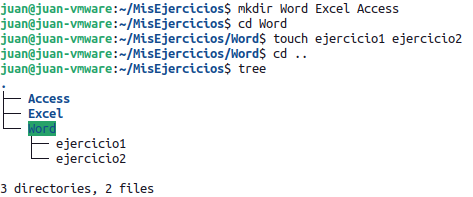 juan@juan-vmware:~/MisEjercicios$ mkdir Word Excel Access
juan@juan-vmware:~/MisEjercicios$ cd Word
juan@juan-vmware:~/MisEjercicios/Word$ touch ejercicio1 ejercicio2
juan@juan-vmware:~/MisEjercicios/Word$ cd ..
juan@juan-vmware:~/MisEjercicios$ tree
.
├── Access
├── Excel
└── Word
    ├── ejercicio1
    └── ejercicio2

3 directories, 2 files